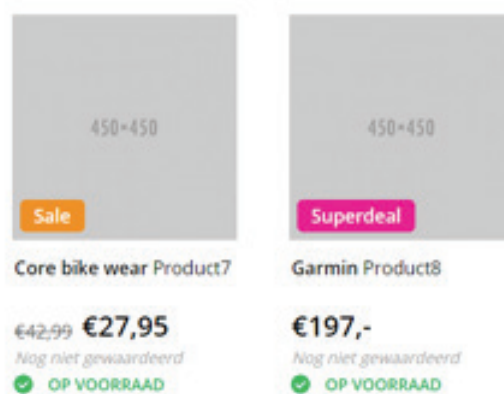 450×450
Sale
Core bike wear Product7
€42,99 €27,95
Nog niet gewaardeerd
OP VOORRAAD
450×450
Superdeal
Garmin Product8
€197,-
Nog niet gewaardeerd
OP VOORRAAD